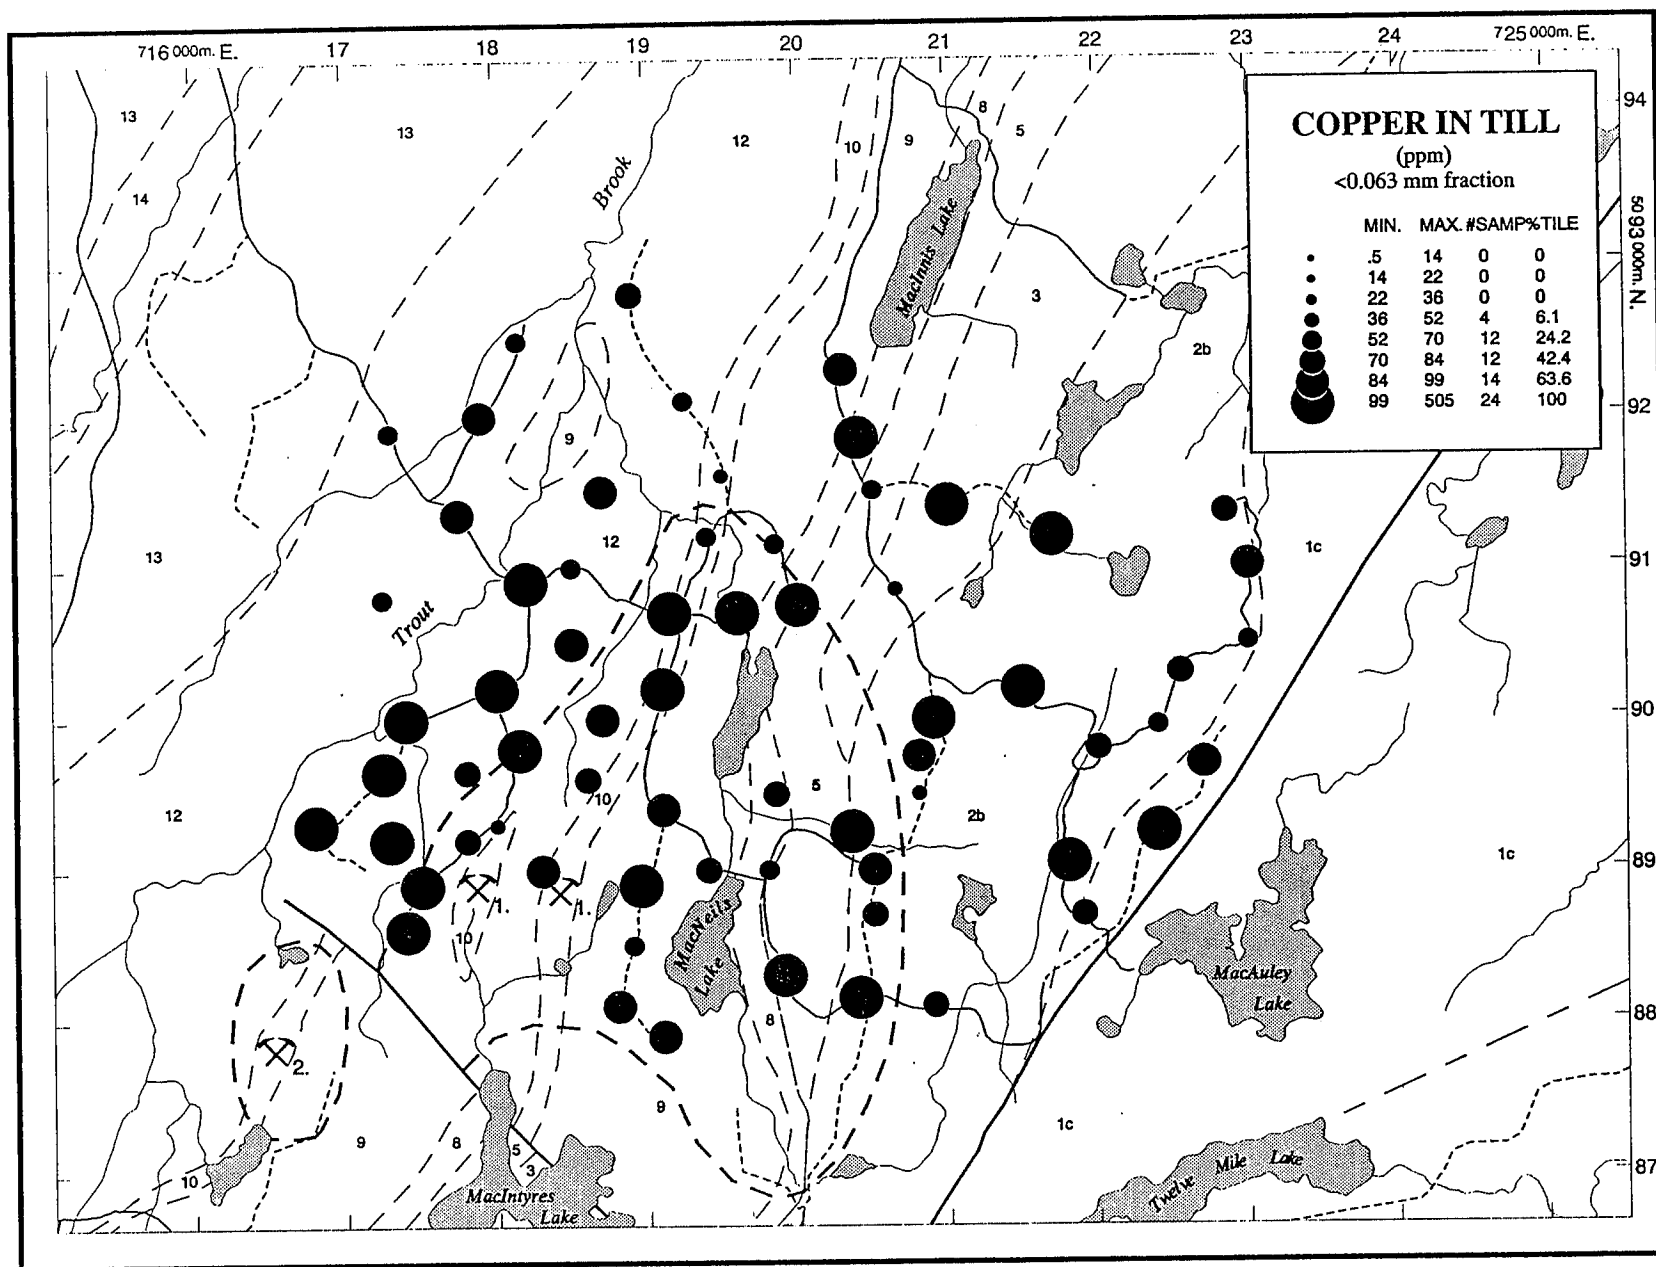 716 000m. E. 17 18 19 20 21 22 23 24 725 000m. E.
94
50 93 000m. N.
92
91
90
89
88
87
COPPER IN TILL
(ppm)
<0.063 mm fraction
MIN. MAX. #SAMP %TILE
.5 14 0 0
14 22 0 0
22 36 0 0
36 52 4 6.1
52 70 12 24.2
70 84 12 42.4
84 99 14 63.6
99 505 24 100
13
13
12
10
9
8
9
5
14
Brook
MacInnis Lake
3
2b
9
12
13
1c
Trout
12
10
5
2b
1c
1.
1.
10
MacNeils
Lake
MacAuley
Lake
8
2.
9
9
8
5
3
1c
10
MacIntyres
Lake
Twelve Mile Lake